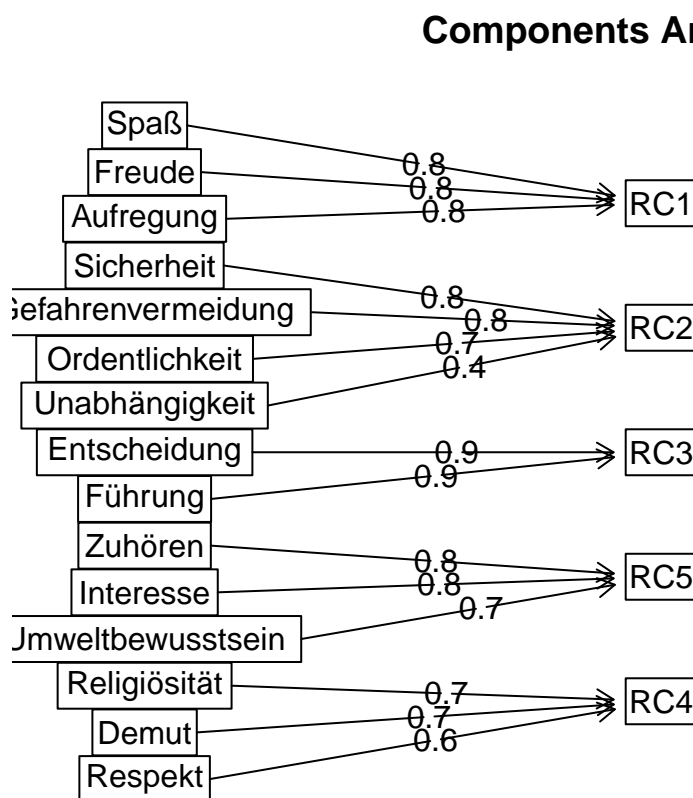 Components An
Spaß
Freude
Aufregung
Sicherheit
Gefahrenvermeidung
Ordentlichkeit
Unabhängigkeit
Entscheidung
Führung
Zuhören
Interesse
Umweltbewusstsein
Religiösität
Demut
Respekt
0.8
0.8
0.8
0.8
0.8
0.7
0.4
0.9
0.9
0.8
0.8
0.7
0.7
0.7
0.6
RC1
RC2
RC3
RC5
RC4